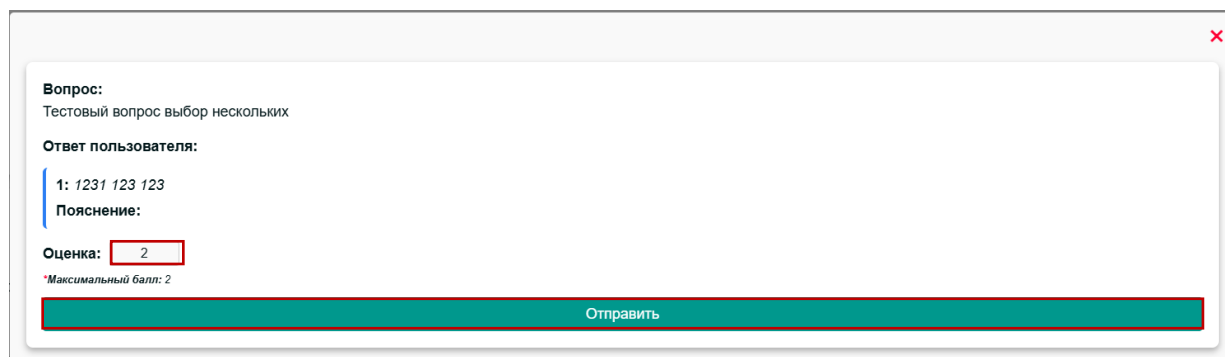 ×
Вопрос:
Тестовый вопрос выбор нескольких
Ответ пользователя:
1: 1231 123 123
Пояснение:
Оценка: 2
*Максимальный балл: 2
Отправить